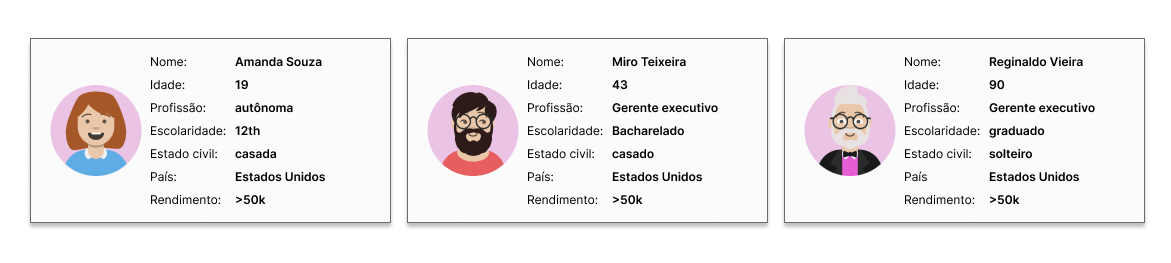 Nome: Amanda Souza
Idade: 19
Profissão: autônoma
Escolaridade: 12th
Estado civil: casada
País: Estados Unidos
Rendimento: >50k
Nome: Miro Teixeira
Idade: 43
Profissão: Gerente executivo
Escolaridade: Bacharelado
Estado civil: casado
País: Estados Unidos
Rendimento: >50k
Nome: Reginaldo Vieira
Idade: 90
Profissão: Gerente executivo
Escolaridade: graduado
Estado civil: solteiro
País Estados Unidos
Rendimento: >50k